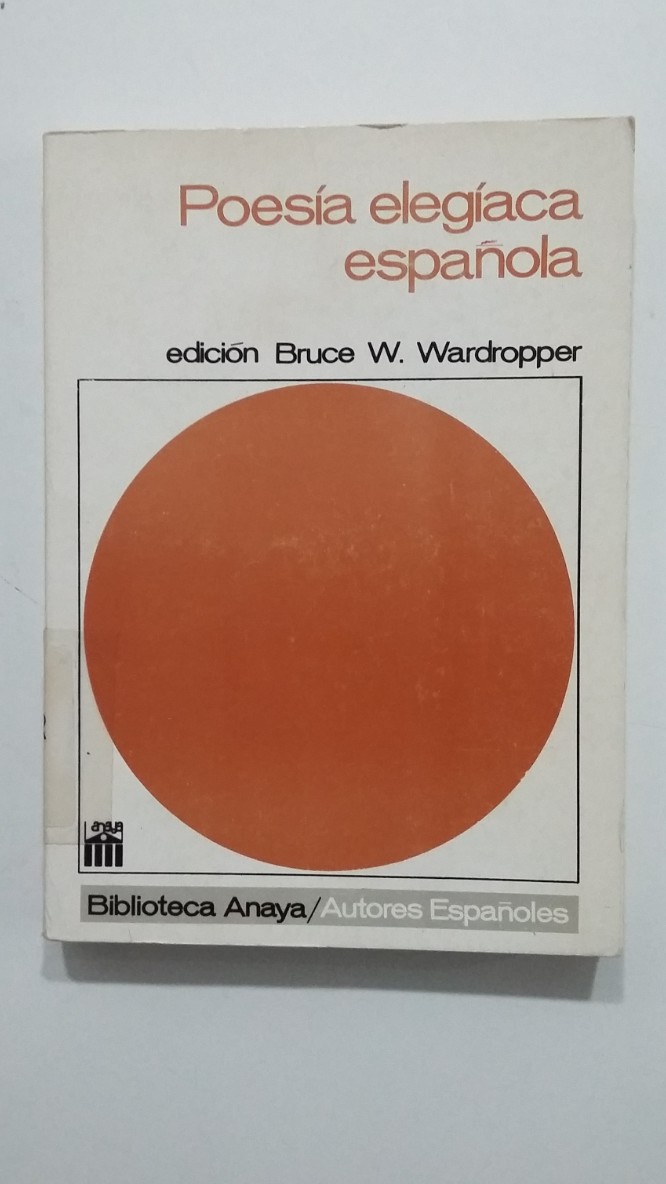 Poesía elegíaca
española
edición Bruce W. Wardropper
anaya
Biblioteca Anaya/Autores Españoles